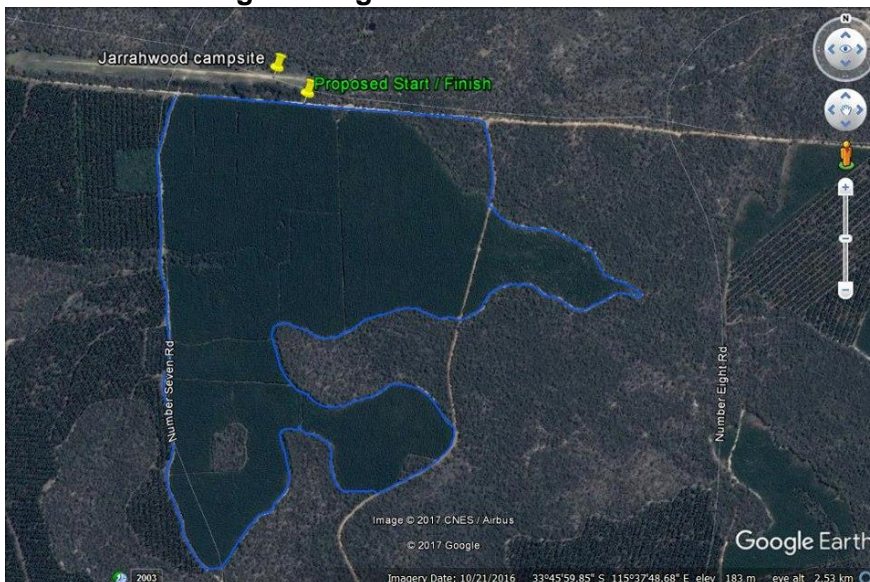 N
Jarrahwood campsite
Proposed Start / Finish
Number Seven Rd
Number Eight Rd
Image © 2017 CNES / Airbus
© 2017 Google
Google Earth
2003
Imagery Date: 10/21/2016 33°45'59.85" S 115°37'48.68" E elev 183 m eye alt 2.53 km